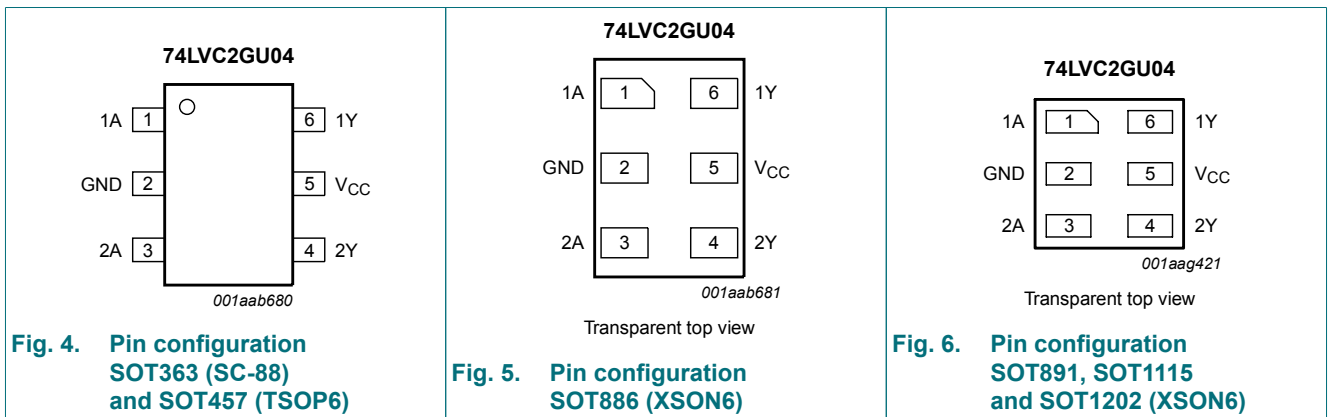 74LVC2GU04
1A 1 6 1Y
GND 2 5 VCC
2A 3 4 2Y
001aab680
Fig. 4. Pin configuration
SOT363 (SC-88)
and SOT457 (TSOP6)
74LVC2GU04
1A 1 6 1Y
GND 2 5 VCC
2A 3 4 2Y
001aab681
Transparent top view
Fig. 5. Pin configuration
SOT886 (XSON6)
74LVC2GU04
1A 1 6 1Y
GND 2 5 VCC
2A 3 4 2Y
001aag421
Transparent top view
Fig. 6. Pin configuration
SOT891, SOT1115
and SOT1202 (XSON6)